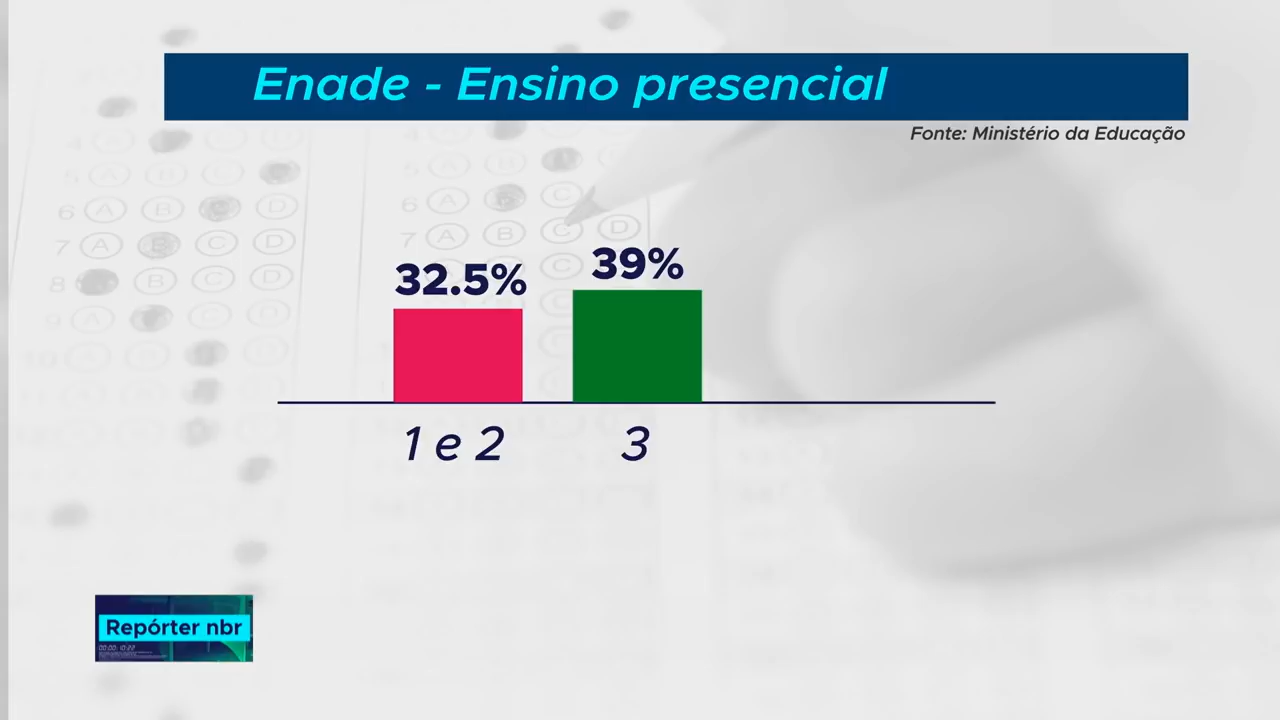 Enade - Ensino presencial
Fonte: Ministério da Educação
32.5% 39%
1 e 2 3
Repórter nbr